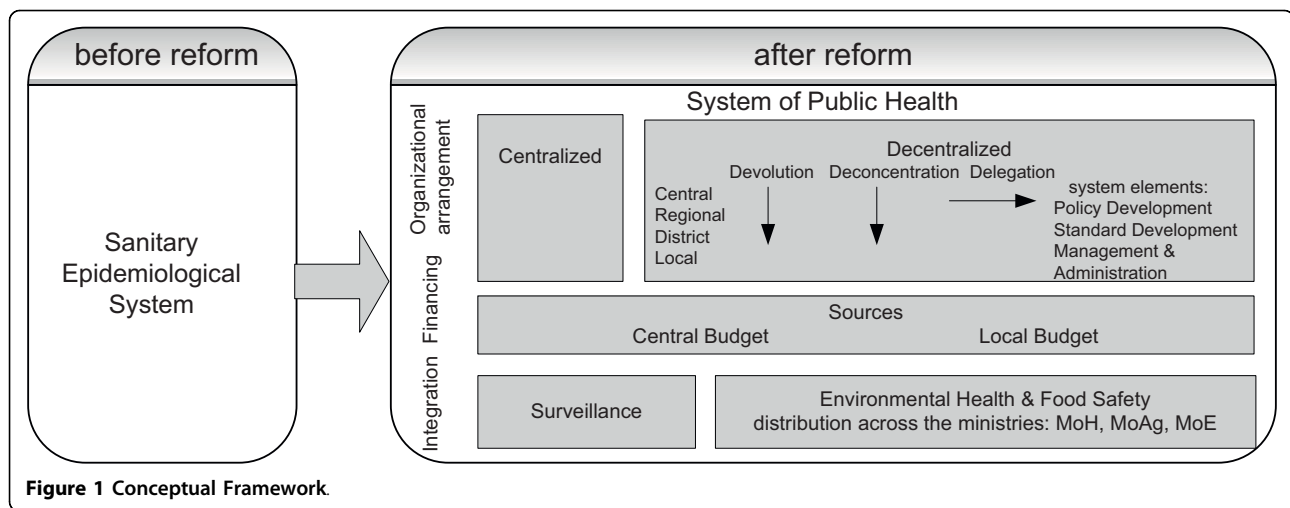 before reform
Sanitary
Epidemiological
System
after reform
System of Public Health
Organizational
arrangement
Centralized
Decentralized
Devolution Deconcentration Delegation
Central
Regional
District
Local
system elements:
Policy Development
Standard Development
Management &
Administration
Financing
Sources
Central Budget Local Budget
Integration
Surveillance
Environmental Health & Food Safety
distribution across the ministries: MoH, MoAg, MoE
Figure 1 Conceptual Framework.